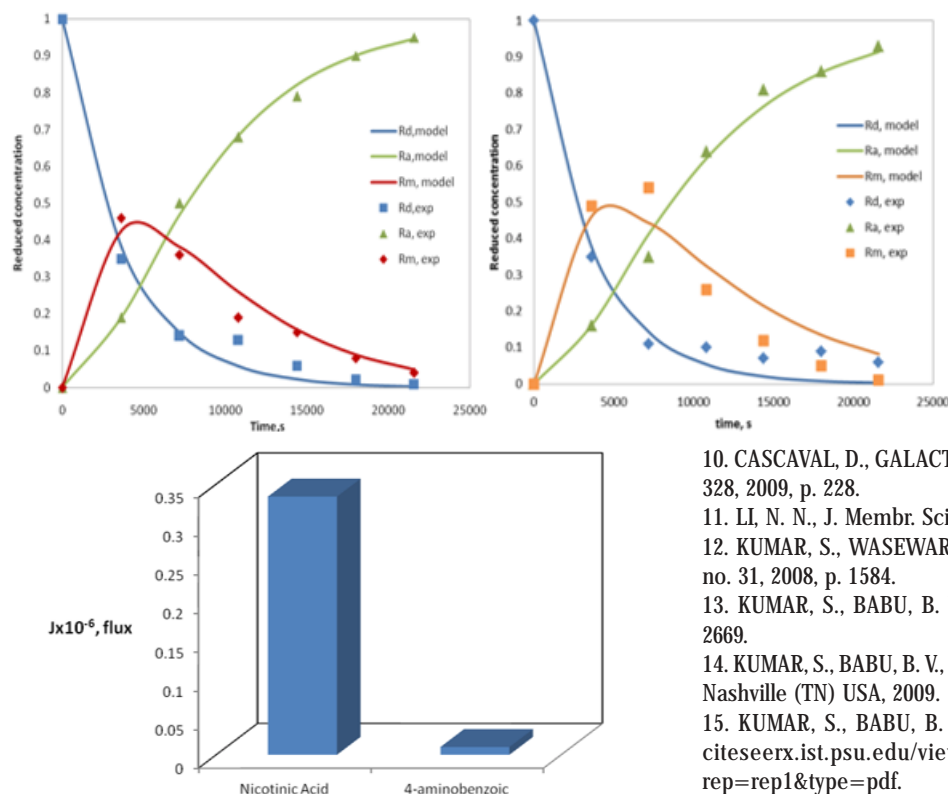 1
0.9
0.8
0.7
0.6
0.5
0.4
0.3
0.2
0.1
0
Reduced concentration
Rd,model
Ra,model
Rm, model
Rd,exp
Ra, exp
Rm, exp
0 5000 10000 15000 20000 25000
Time,s
1
0.9
0.8
0.7
0.6
0.5
0.4
0.3
0.2
0.1
0
Reduced concentration
Rd, model
Ra, model
Rm, model
Rd, exp
Ra, exp
Rm, exp
0 5000 10000 15000 20000 25000
time, s
0.35
0.3
0.25
0.2
0.15
0.1
0.05
0
Jx10⁻⁶, flux
Nicotinic Acid 4-aminobenzoic
10. CASCAVAL, D., GALACT
328, 2009, p. 228.
11. LI, N. N., J. Membr. Sci
12. KUMAR, S., WASEWAR
no. 31, 2008, p. 1584.
13. KUMAR, S., BABU, B.
2669.
14. KUMAR, S., BABU, B. V.,
Nashville (TN) USA, 2009.
15. KUMAR, S., BABU, B.
citeseerx.ist.psu.edu/vie
rep=rep1&type=pdf.